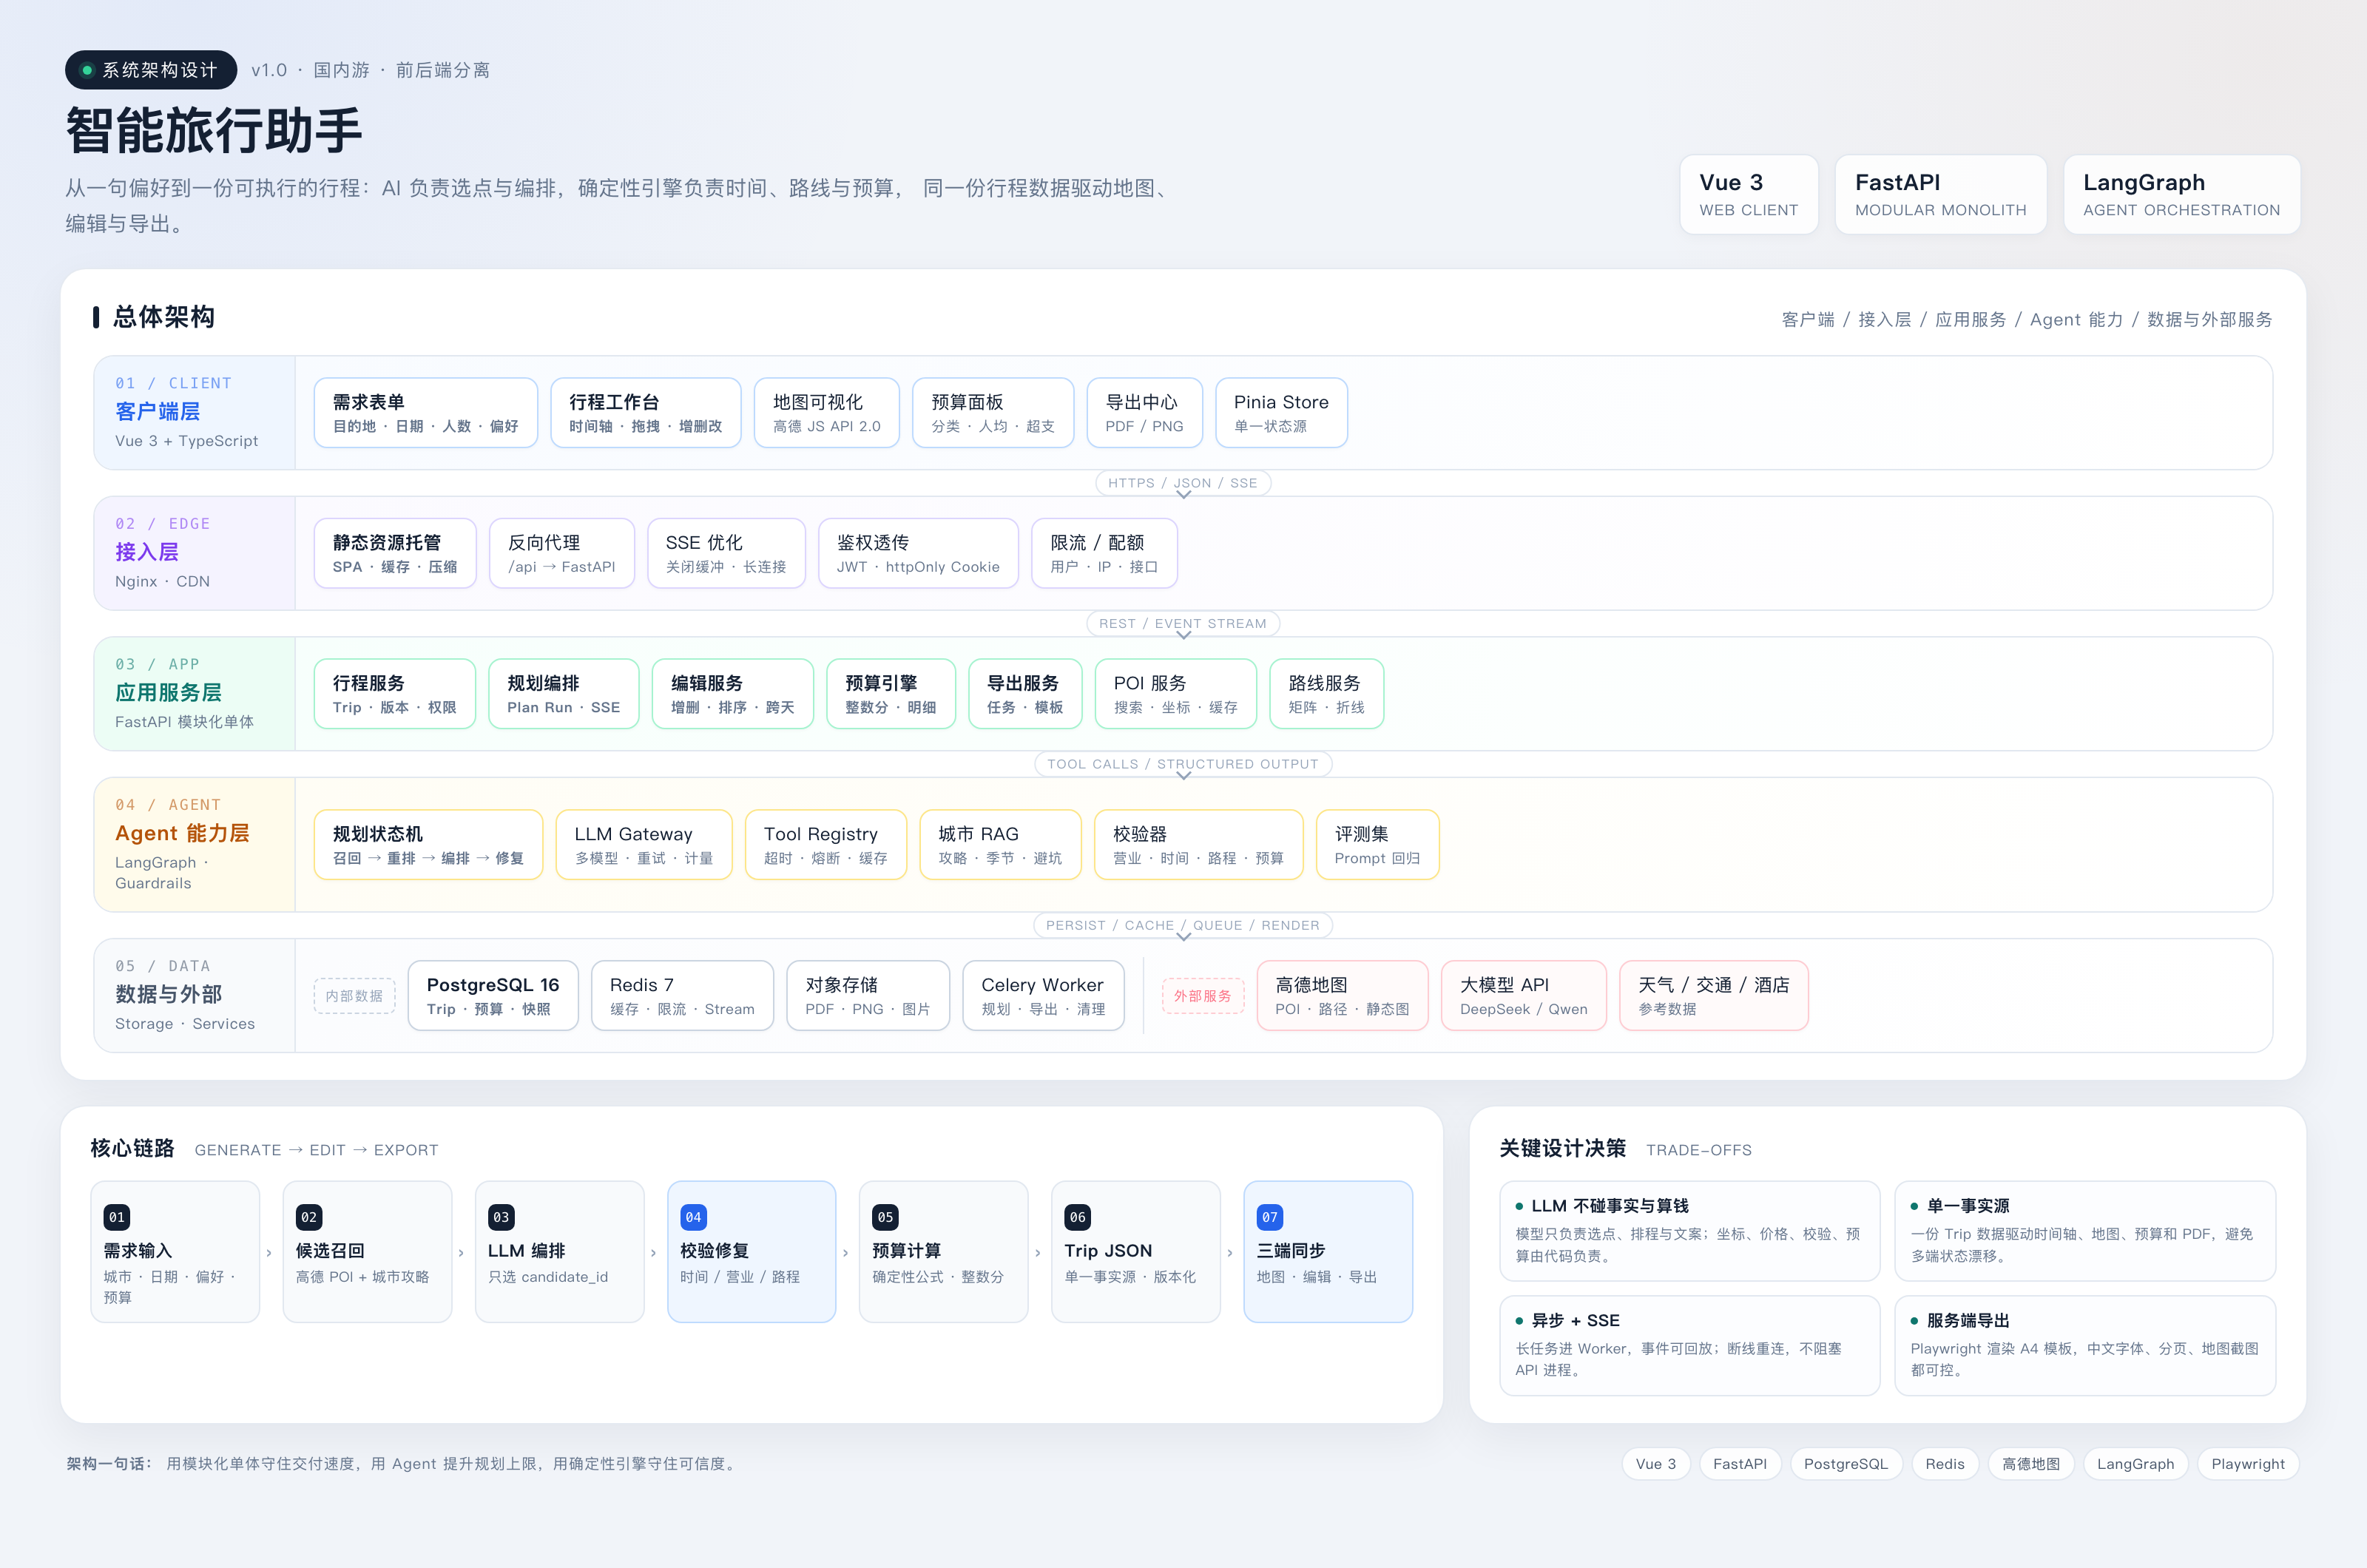 系统架构设计 v1.0 · 国内游 · 前后端分离
智能旅行助手
从一句偏好到一份可执行的行程：AI 负责选点与编排，确定性引擎负责时间、路线与预算， 同一份行程数据驱动地图、
编辑与导出。
Vue 3
WEB CLIENT
FastAPI
MODULAR MONOLITH
LangGraph
AGENT ORCHESTRATION
总体架构
客户端 / 接入层 / 应用服务 / Agent 能力 / 数据与外部服务
01 / CLIENT
客户端层
Vue 3 + TypeScript
需求表单
目的地 · 日期 · 人数 · 偏好
行程工作台
时间轴 · 拖拽 · 增删改
地图可视化
高德 JS API 2.0
预算面板
分类 · 人均 · 超支
导出中心
PDF / PNG
Pinia Store
单一状态源
HTTPS / JSON / SSE
02 / EDGE
接入层
Nginx · CDN
静态资源托管
SPA · 缓存 · 压缩
反向代理
/api → FastAPI
SSE 优化
关闭缓冲 · 长连接
鉴权透传
JWT · httpOnly Cookie
限流 / 配额
用户 · IP · 接口
REST / EVENT STREAM
03 / APP
应用服务层
FastAPI 模块化单体
行程服务
Trip · 版本 · 权限
规划编排
Plan Run · SSE
编辑服务
增删 · 排序 · 跨天
预算引擎
整数分 · 明细
导出服务
任务 · 模板
POI 服务
搜索 · 坐标 · 缓存
路线服务
矩阵 · 折线
TOOL CALLS / STRUCTURED OUTPUT
04 / AGENT
Agent 能力层
LangGraph ·
Guardrails
规划状态机
召回 → 重排 → 编排 → 修复
LLM Gateway
多模型 · 重试 · 计量
Tool Registry
超时 · 熔断 · 缓存
城市 RAG
攻略 · 季节 · 避坑
校验器
营业 · 时间 · 路程 · 预算
评测集
Prompt 回归
PERSIST / CACHE / QUEUE / RENDER
05 / DATA
数据与外部
Storage · Services
内部数据
PostgreSQL 16
Trip · 预算 · 快照
Redis 7
缓存 · 限流 · Stream
对象存储
PDF · PNG · 图片
Celery Worker
规划 · 导出 · 清理
外部服务
高德地图
POI · 路径 · 静态图
大模型 API
DeepSeek / Qwen
天气 / 交通 / 酒店
参考数据
核心链路 GENERATE → EDIT → EXPORT
01
需求输入
城市 · 日期 · 偏好 ·
预算
›
02
候选召回
高德 POI + 城市攻略
›
03
LLM 编排
只选 candidate_id
›
04
校验修复
时间 / 营业 / 路程
›
05
预算计算
确定性公式 · 整数分
›
06
Trip JSON
单一事实源 · 版本化
›
07
三端同步
地图 · 编辑 · 导出
关键设计决策 TRADE-OFFS
LLM 不碰事实与算钱
模型只负责选点、排程与文案；坐标、价格、校验、预
算由代码负责。
单一事实源
一份 Trip 数据驱动时间轴、地图、预算和 PDF，避免
多端状态漂移。
异步 + SSE
长任务进 Worker，事件可回放；断线重连，不阻塞
API 进程。
服务端导出
Playwright 渲染 A4 模板，中文字体、分页、地图截图
都可控。
架构一句话： 用模块化单体守住交付速度，用 Agent 提升规划上限，用确定性引擎守住可信度。
Vue 3 FastAPI PostgreSQL Redis 高德地图 LangGraph Playwright